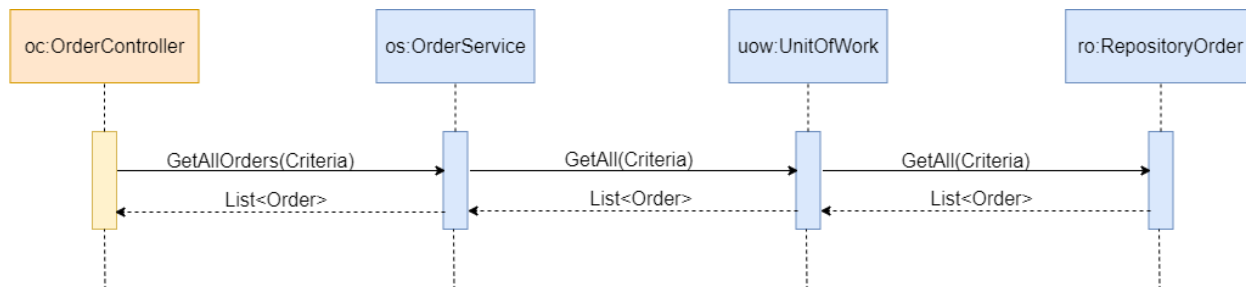 oc:OrderController
os:OrderService
uow:UnitOfWork
ro:RepositoryOrder
GetAllOrders(Criteria)
GetAll(Criteria)
GetAll(Criteria)
List<Order>
List<Order>
List<Order>